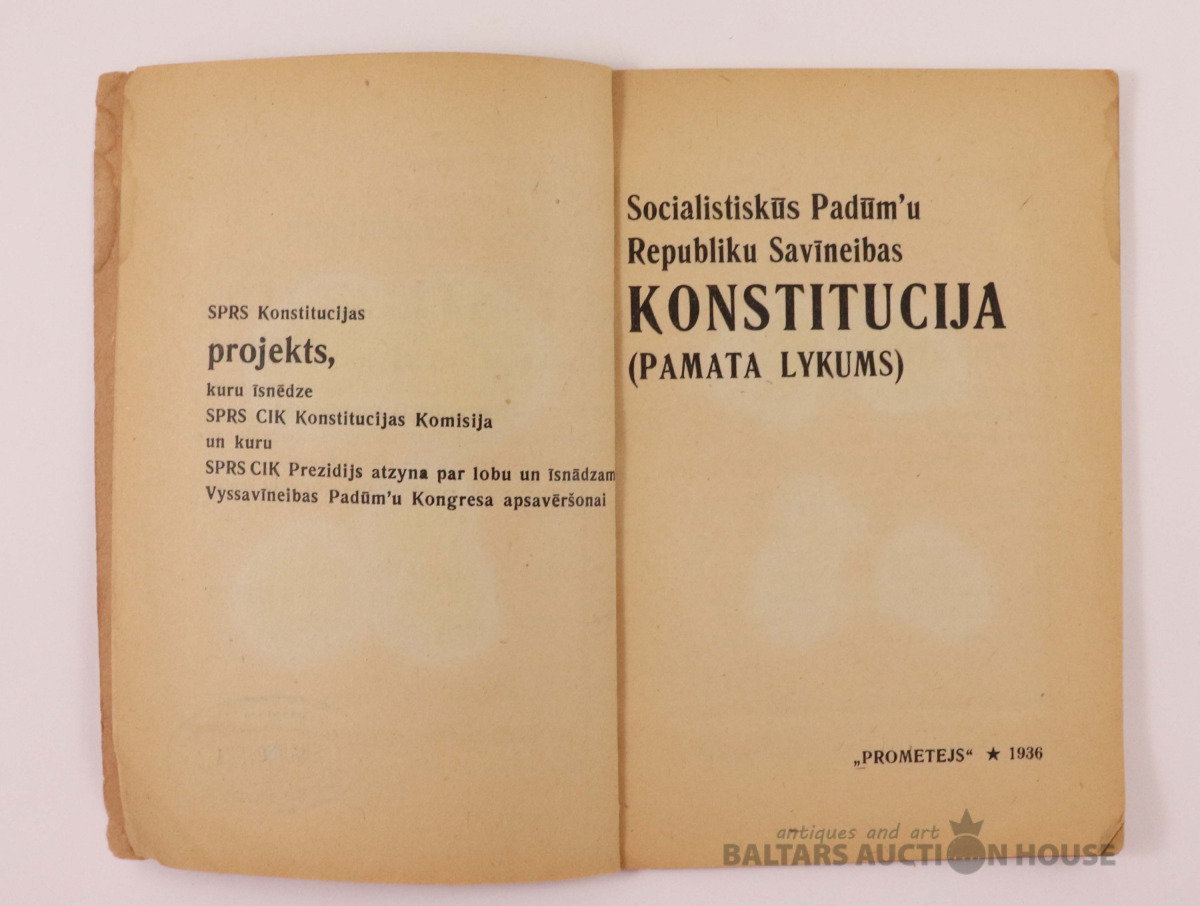 SPRS Konstitucijas
projekts,
kuru īsnēdze
SPRS CIK Konstitucijas Komisija
un kuru
SPRS CIK Prezidijs atzyna par lobu un īsnādzam
Vyssavīneibas Padūm'u Kongresa apsavēršonai
Socialistiskūs Padūm'u
Republiku Savīneibas
KONSTITUCIJA
(PAMATA LYKUMS)
„PROMETEJS“ ★ 1936
antiques and art
BALTARS AUCTION HOUSE